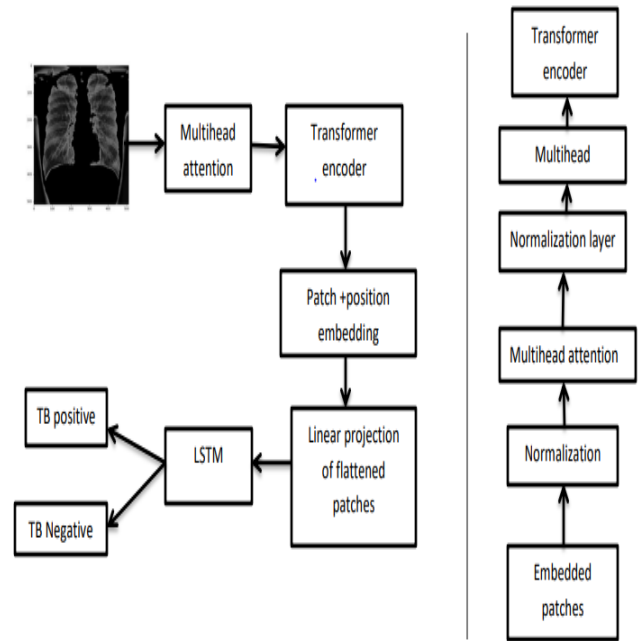 Multihead
attention
Transformer
encoder
Patch +position
embedding
Linear projection
of flattened
patches
LSTM
TB positive
TB Negative
Transformer
encoder
Multihead
Normalization layer
Multihead attention
Normalization
Embedded
patches